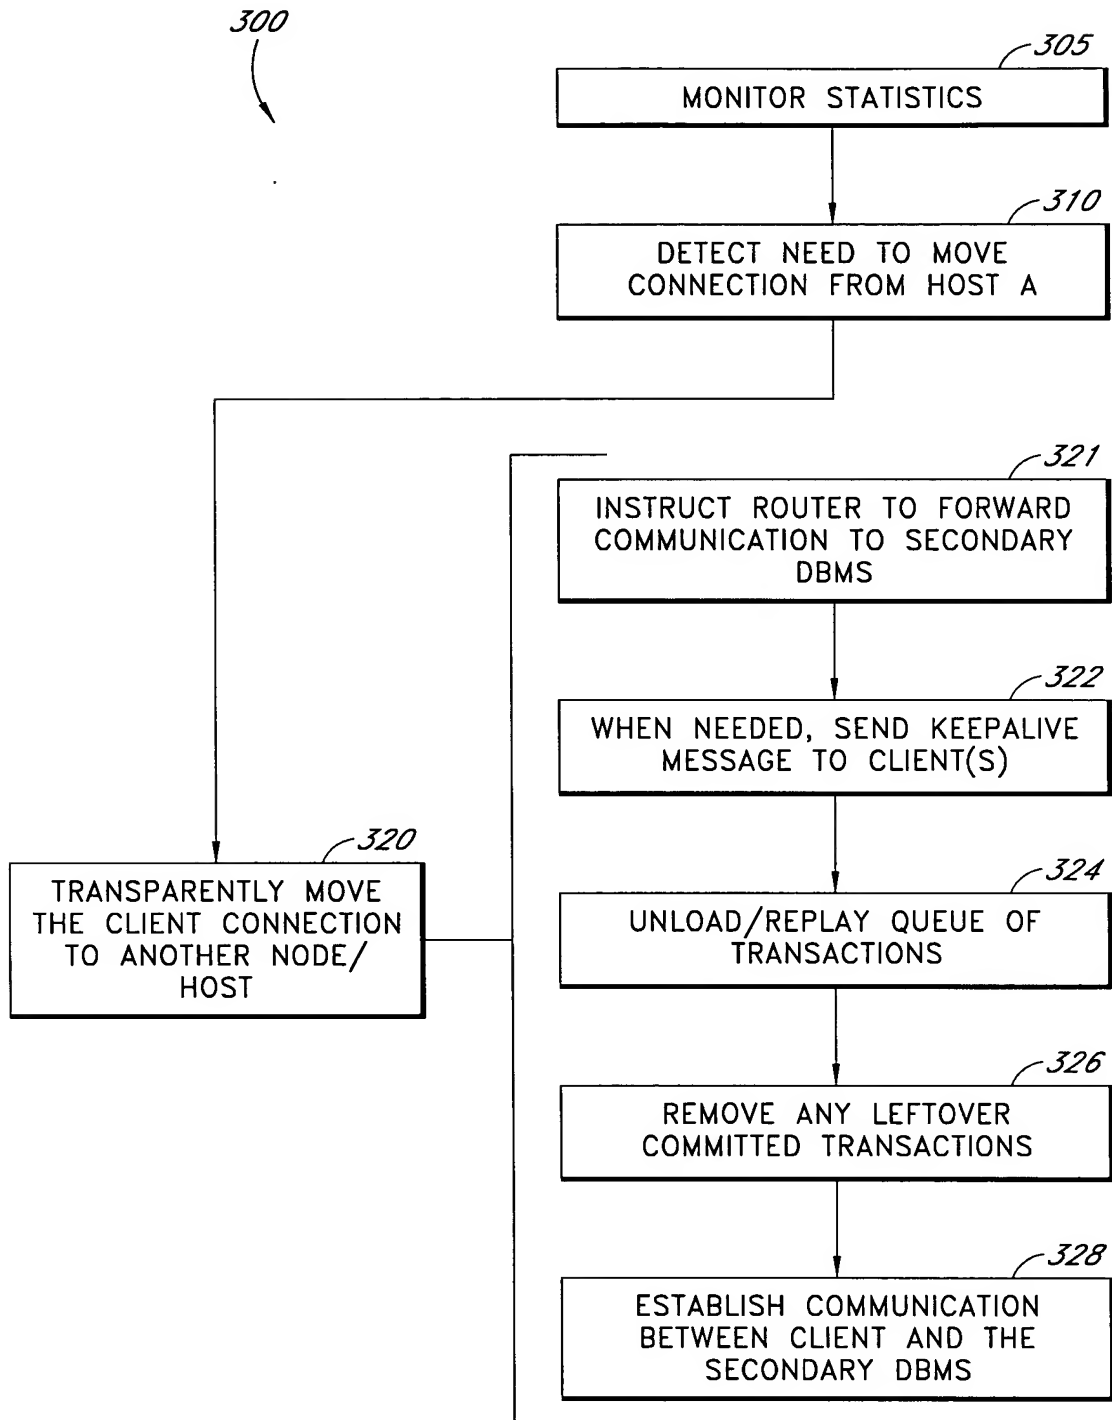 300
305
MONITOR STATISTICS
310
DETECT NEED TO MOVE
CONNECTION FROM HOST A
321
INSTRUCT ROUTER TO FORWARD
COMMUNICATION TO SECONDARY
DBMS
322
WHEN NEEDED, SEND KEEPALIVE
MESSAGE TO CLIENT(S)
320
TRANSPARENTLY MOVE
THE CLIENT CONNECTION
TO ANOTHER NODE/
HOST
324
UNLOAD/REPLAY QUEUE OF
TRANSACTIONS
326
REMOVE ANY LEFTOVER
COMMITTED TRANSACTIONS
328
ESTABLISH COMMUNICATION
BETWEEN CLIENT AND THE
SECONDARY DBMS